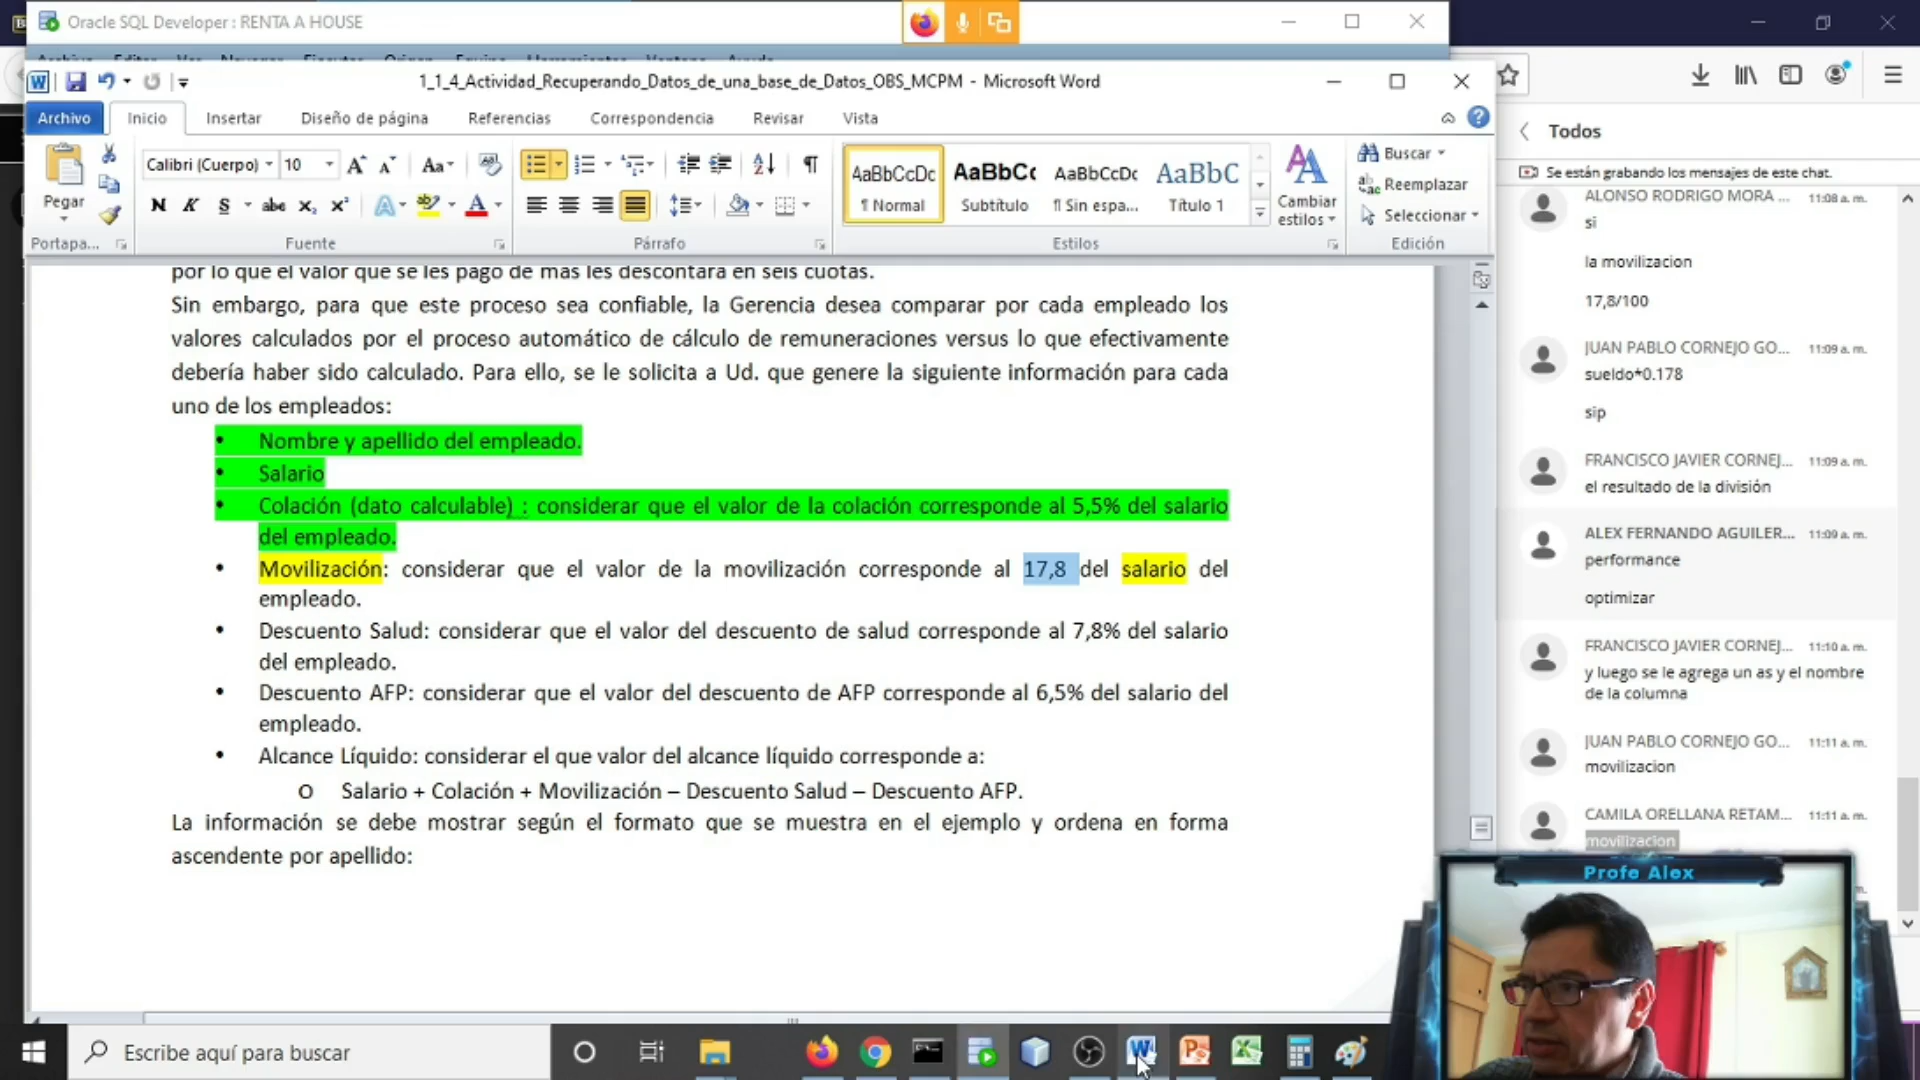 Oracle SQL Developer : RENTA A HOUSE
1_1_4_Actividad_Recuperando_Datos_de_una_base_de_Datos_OBS_MCPM - Microsoft Word
Archivo
Inicio
Insertar
Diseño de página
Referencias
Correspondencia
Revisar
Vista
Calibri (Cuerpo)
10
Aa
Pegar
N K S abc x₂ x²
Portapa...
Fuente
Párrafo
AaBbCcDc
¶ Normal
AaBbCc
Subtítulo
AaBbCcDc
¶ Sin espa...
AaBbC
Título 1
Cambiar
estilos
Estilos
Buscar
Reemplazar
Seleccionar
Edición
por lo que el valor que se les pagó de más les descontará en seis cuotas.
Sin embargo, para que este proceso sea confiable, la Gerencia desea comparar por cada empleado los
valores calculados por el proceso automático de cálculo de remuneraciones versus lo que efectivamente
debería haber sido calculado. Para ello, se le solicita a Ud. que genere la siguiente información para cada
uno de los empleados:
• Nombre y apellido del empleado.
• Salario
• Colación (dato calculable) : considerar que el valor de la colación corresponde al 5,5% del salario
del empleado.
• Movilización: considerar que el valor de la movilización corresponde al 17,8 del salario del
empleado.
• Descuento Salud: considerar que el valor del descuento de salud corresponde al 7,8% del salario
del empleado.
• Descuento AFP: considerar que el valor del descuento de AFP corresponde al 6,5% del salario del
empleado.
• Alcance Líquido: considerar el que valor del alcance líquido corresponde a:
O Salario + Colación + Movilización – Descuento Salud – Descuento AFP.
La información se debe mostrar según el formato que se muestra en el ejemplo y ordena en forma
ascendente por apellido:
Todos
Se están grabando los mensajes de este chat.
ALONSO RODRIGO MORA ... 11:08 a. m.
si
la movilizacion
17,8/100
JUAN PABLO CORNEJO GO... 11:09 a. m.
sueldo*0.178
sip
FRANCISCO JAVIER CORNEJ... 11:09 a. m.
el resultado de la división
ALEX FERNANDO AGUILER... 11:09 a. m.
performance
optimizar
FRANCISCO JAVIER CORNEJ... 11:10 a. m.
y luego se le agrega un as y el nombre
de la columna
JUAN PABLO CORNEJO GO... 11:11 a. m.
movilizacion
CAMILA ORELLANA RETAM... 11:11 a. m.
movilizacion
Profe Alex
Escribe aquí para buscar